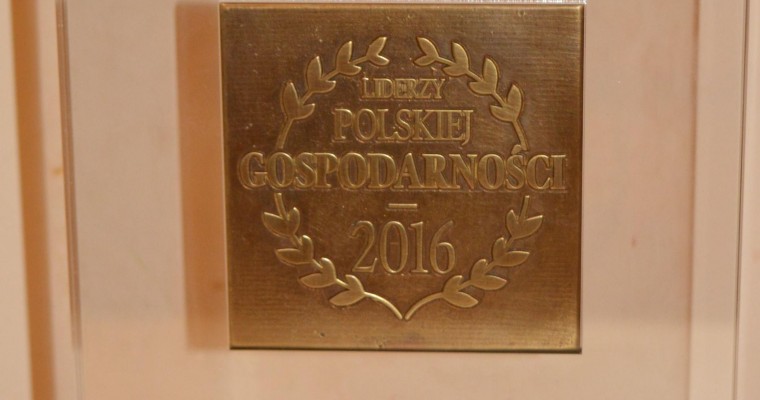 LIDERZY
POLSKIEJ
GOSPODARNOŚCI
2016